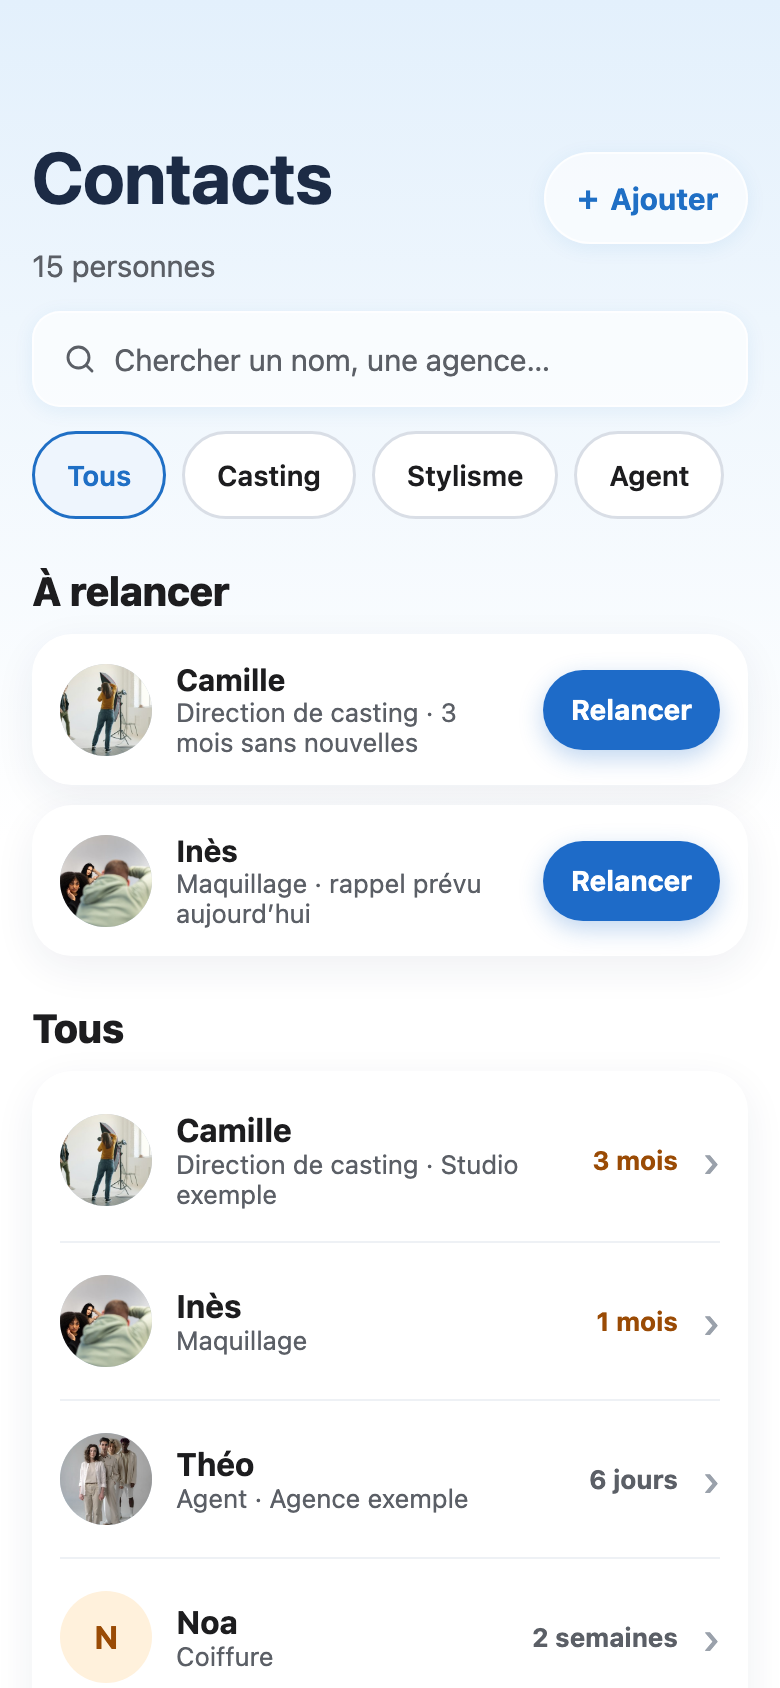 Contacts
+ Ajouter
15 personnes
Chercher un nom, une agence...
Tous
Casting
Stylisme
Agent
À relancer
Camille
Direction de casting · 3
mois sans nouvelles
Relancer
Inès
Maquillage · rappel prévu
aujourd’hui
Relancer
Tous
Camille
Direction de casting · Studio
exemple
3 mois
Inès
Maquillage
1 mois
Théo
Agent · Agence exemple
6 jours
N
Noa
Coiffure
2 semaines